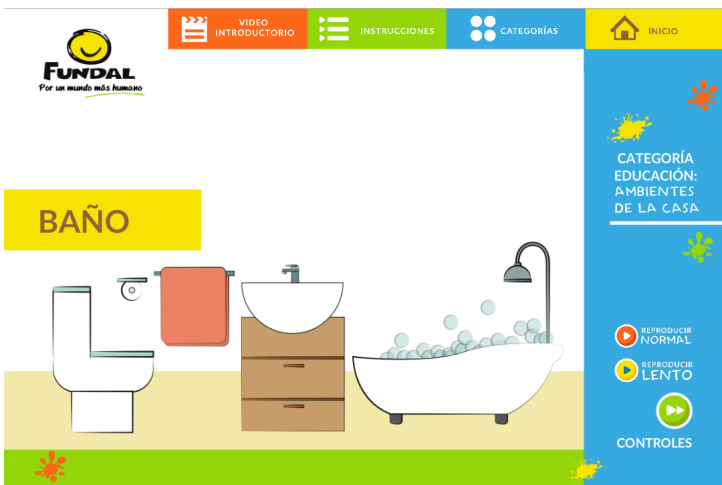 FUNDAL
Por un mundo más humano
VIDEO
INTRODUCTORIO
INSTRUCCIONES
CATEGORÍAS
INICIO
BAÑO
CATEGORÍA
EDUCACIÓN:
AMBIENTES
DE LA CASA
REPRODUCIR
NORMAL
REPRODUCIR
LENTO
CONTROLES